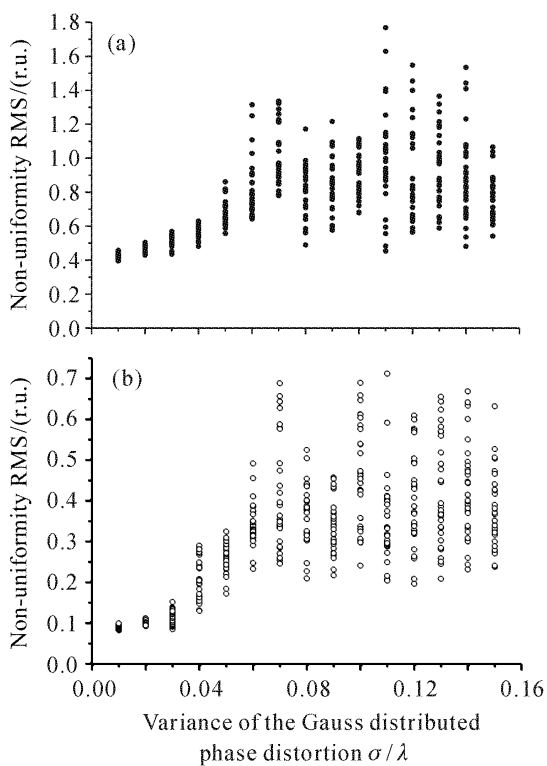 (a)
Non-uniformity RMS/(r.u.)
1.8
1.6
1.4
1.2
1.0
0.8
0.6
0.4
0.2
0.0
(b)
Non-uniformity RMS/(r.u.)
0.7
0.6
0.5
0.4
0.3
0.2
0.1
0.0
0.00 0.04 0.08 0.12 0.16
Variance of the Gauss distributed
phase distortion σ/λ